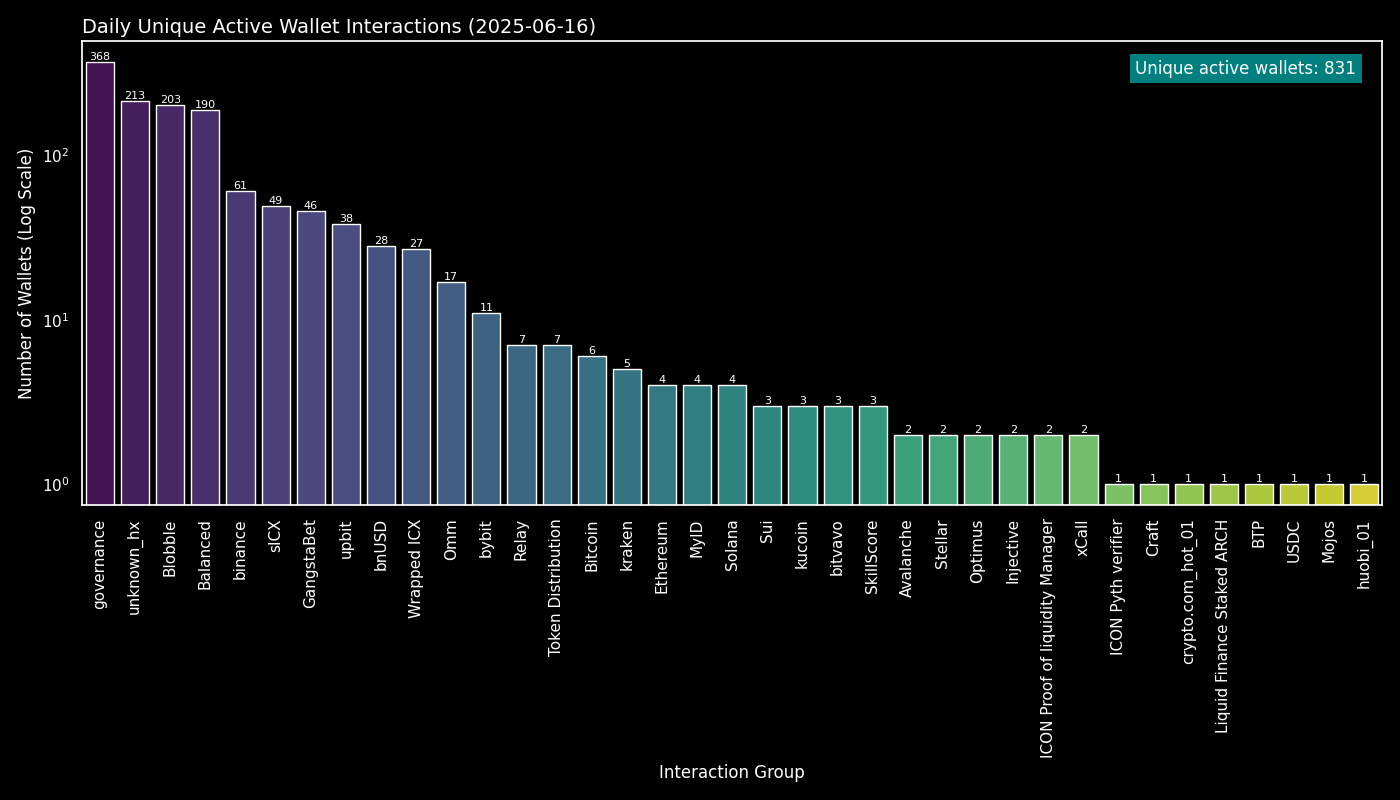 Daily Unique Active Wallet Interactions (2025-06-16)
Unique active wallets: 831
Number of Wallets (Log Scale)
10²
10¹
10⁰
368
213
203
190
61
49
46
38
28
27
17
11
7
7
6
5
4
4
4
3
3
3
3
2
2
2
2
2
2
1
1
1
1
1
1
1
1
governance
unknown_hx
Blobble
Balanced
binance
sICX
GangstaBet
upbit
bnUSD
Wrapped ICX
Omm
bybit
Relay
Token Distribution
Bitcoin
kraken
Ethereum
MyID
Solana
Sui
kucoin
bitvavo
SkillScore
Avalanche
Stellar
Optimus
Injective
ICON Proof of liquidity Manager
xCall
ICON Pyth verifier
Craft
crypto.com_hot_01
Liquid Finance Staked ARCH
BTP
USDC
Mojos
huobi_01
Interaction Group